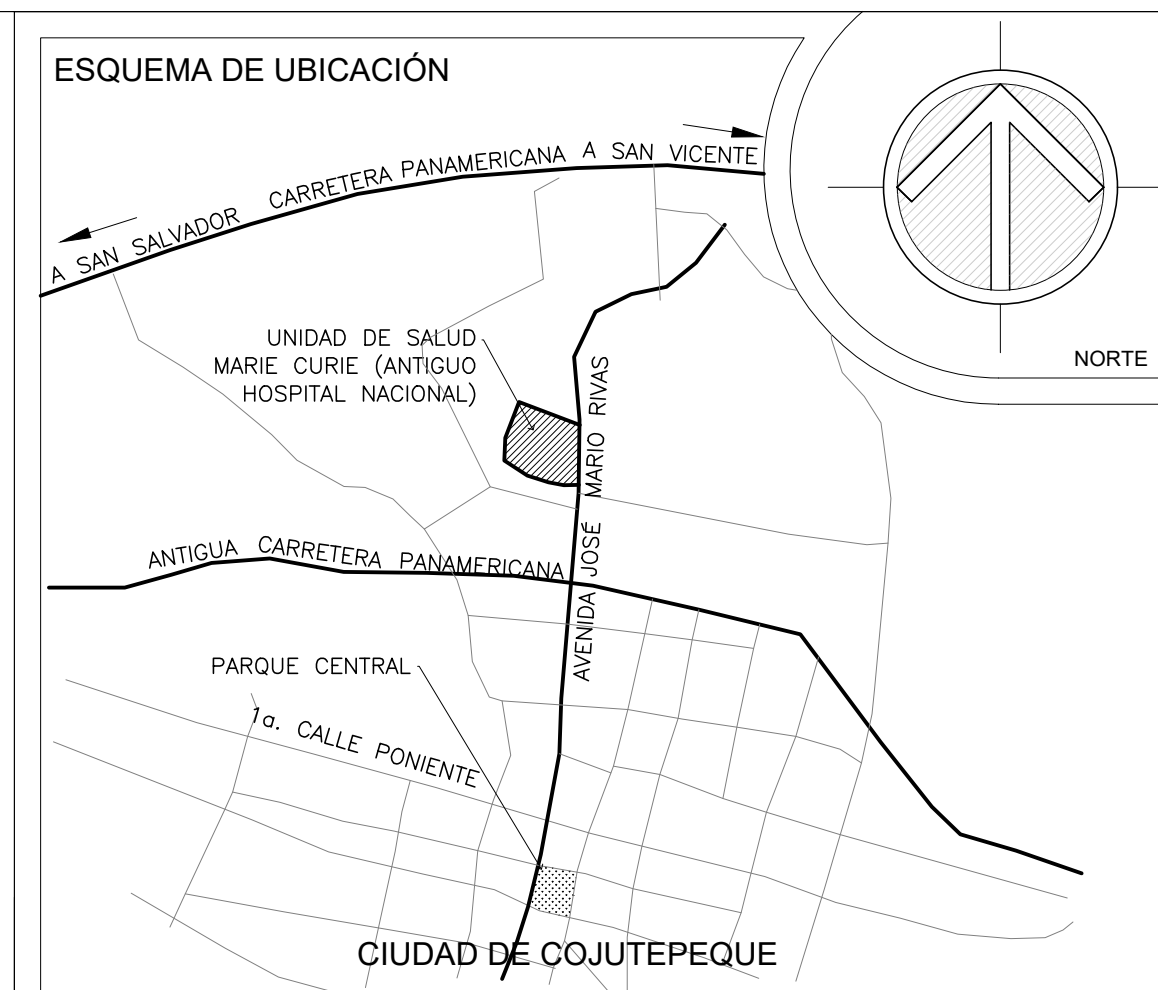 ESQUEMA DE UBICACIÓN
A SAN SALVADOR
CARRETERA PANAMERICANA
A SAN VICENTE
NORTE
UNIDAD DE SALUD
MARIE CURIE (ANTIGUO
HOSPITAL NACIONAL)
AVENIDA JOSÉ MARIO RIVAS
ANTIGUA CARRETERA PANAMERICANA
PARQUE CENTRAL
1a. CALLE PONIENTE
CIUDAD DE COJUTEPEQUE